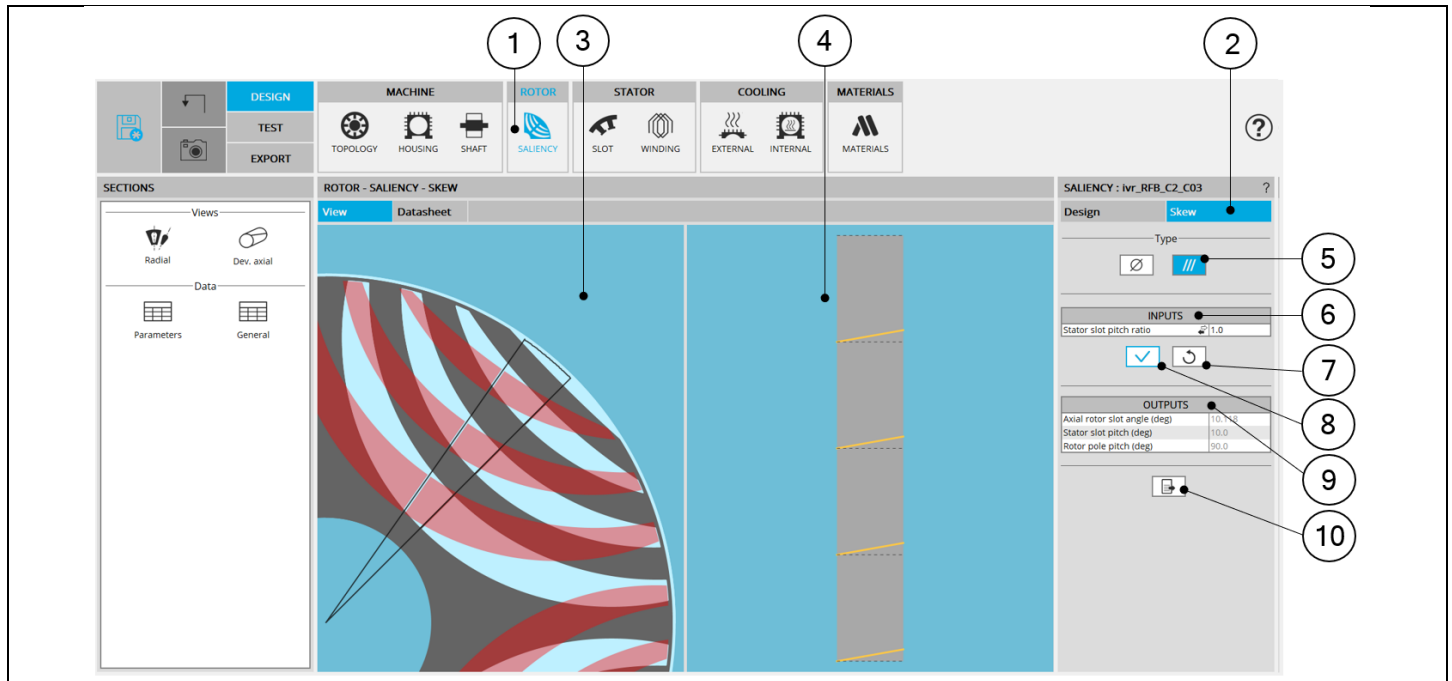 1
3
4
2
DESIGN
TEST
EXPORT
MACHINE
TOPOLOGY
HOUSING
SHAFT
ROTOR
SALIENCY
STATOR
SLOT
WINDING
COOLING
EXTERNAL
INTERNAL
MATERIALS
MATERIALS
?
SECTIONS
Views
Radial
Dev. axial
Data
Parameters
General
ROTOR - SALIENCY - SKEW
View
Datasheet
SALIENCY : ivr_RFB_C2_C03
?
Design
Skew
Type
5
INPUTS
6
Stator slot pitch ratio 1.0
7
8
OUTPUTS
Axial rotor slot angle (deg) 10.118
Stator slot pitch (deg) 10.0
Rotor pole pitch (deg) 90.0
9
10